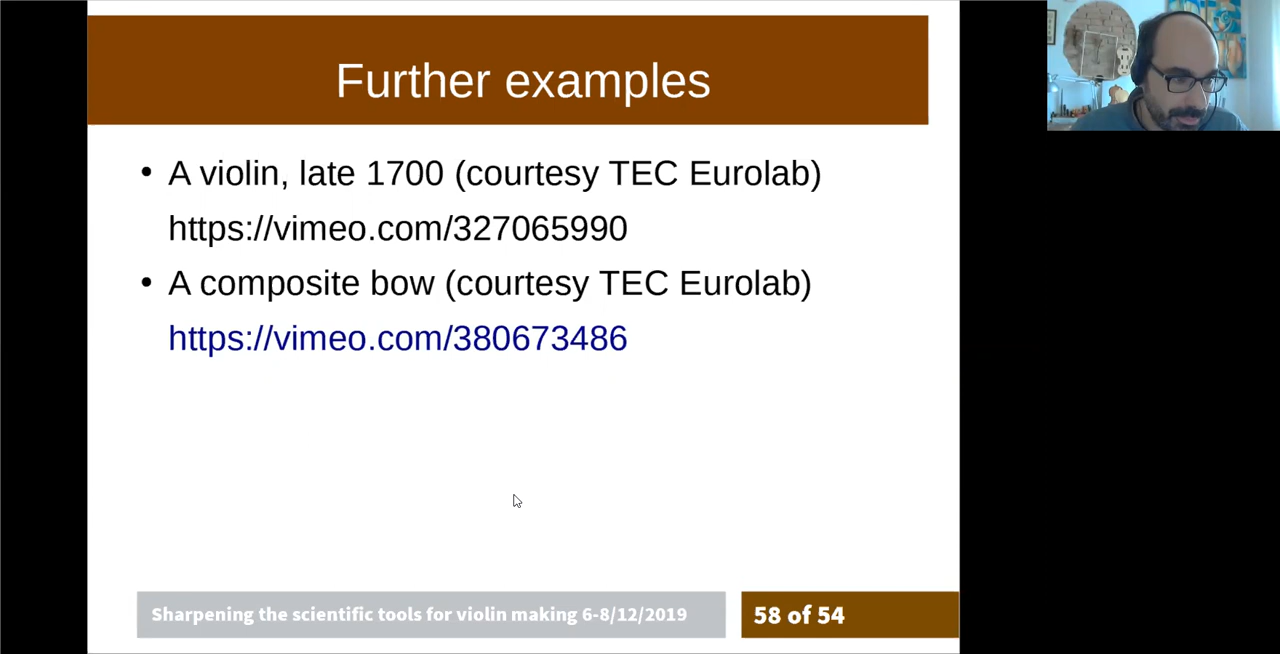 Further examples
• A violin, late 1700 (courtesy TEC Eurolab)
https://vimeo.com/327065990
• A composite bow (courtesy TEC Eurolab)
https://vimeo.com/380673486
Sharpening the scientific tools for violin making 6-8/12/2019
58 of 54